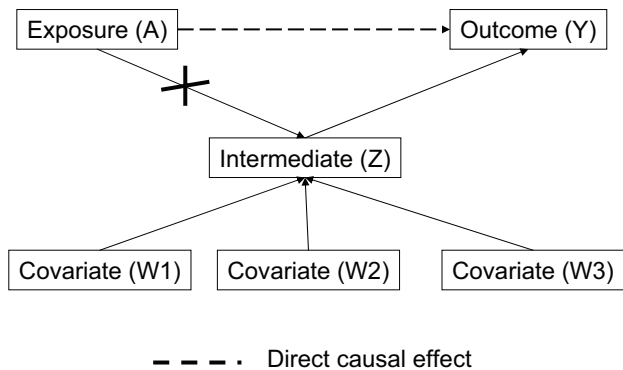 Exposure (A)
Outcome (Y)
Intermediate (Z)
Covariate (W1)
Covariate (W2)
Covariate (W3)
Direct causal effect